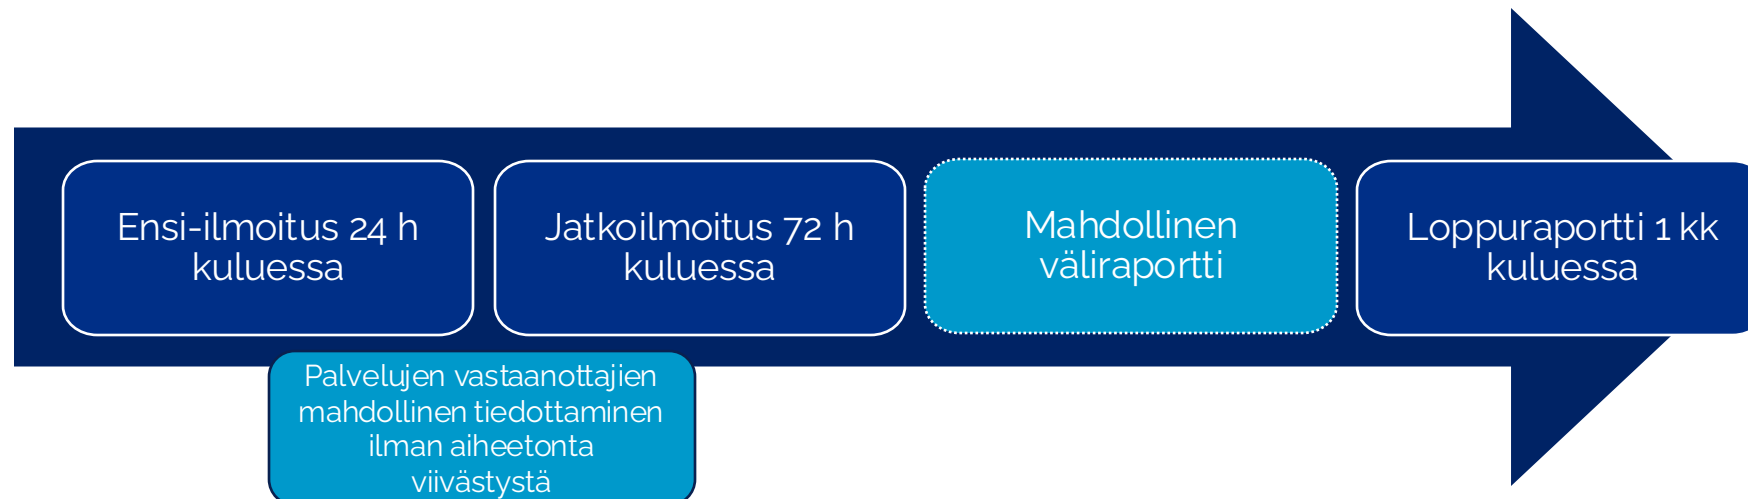 Ensi-ilmoitus 24 h
kuluessa
Jatkoilmoitus 72 h
kuluessa
Mahdollinen
väliraportti
Loppuraportti 1 kk
kuluessa
Palvelujen vastaanottajien
mahdollinen tiedottaminen
ilman aiheetonta
viivästystä